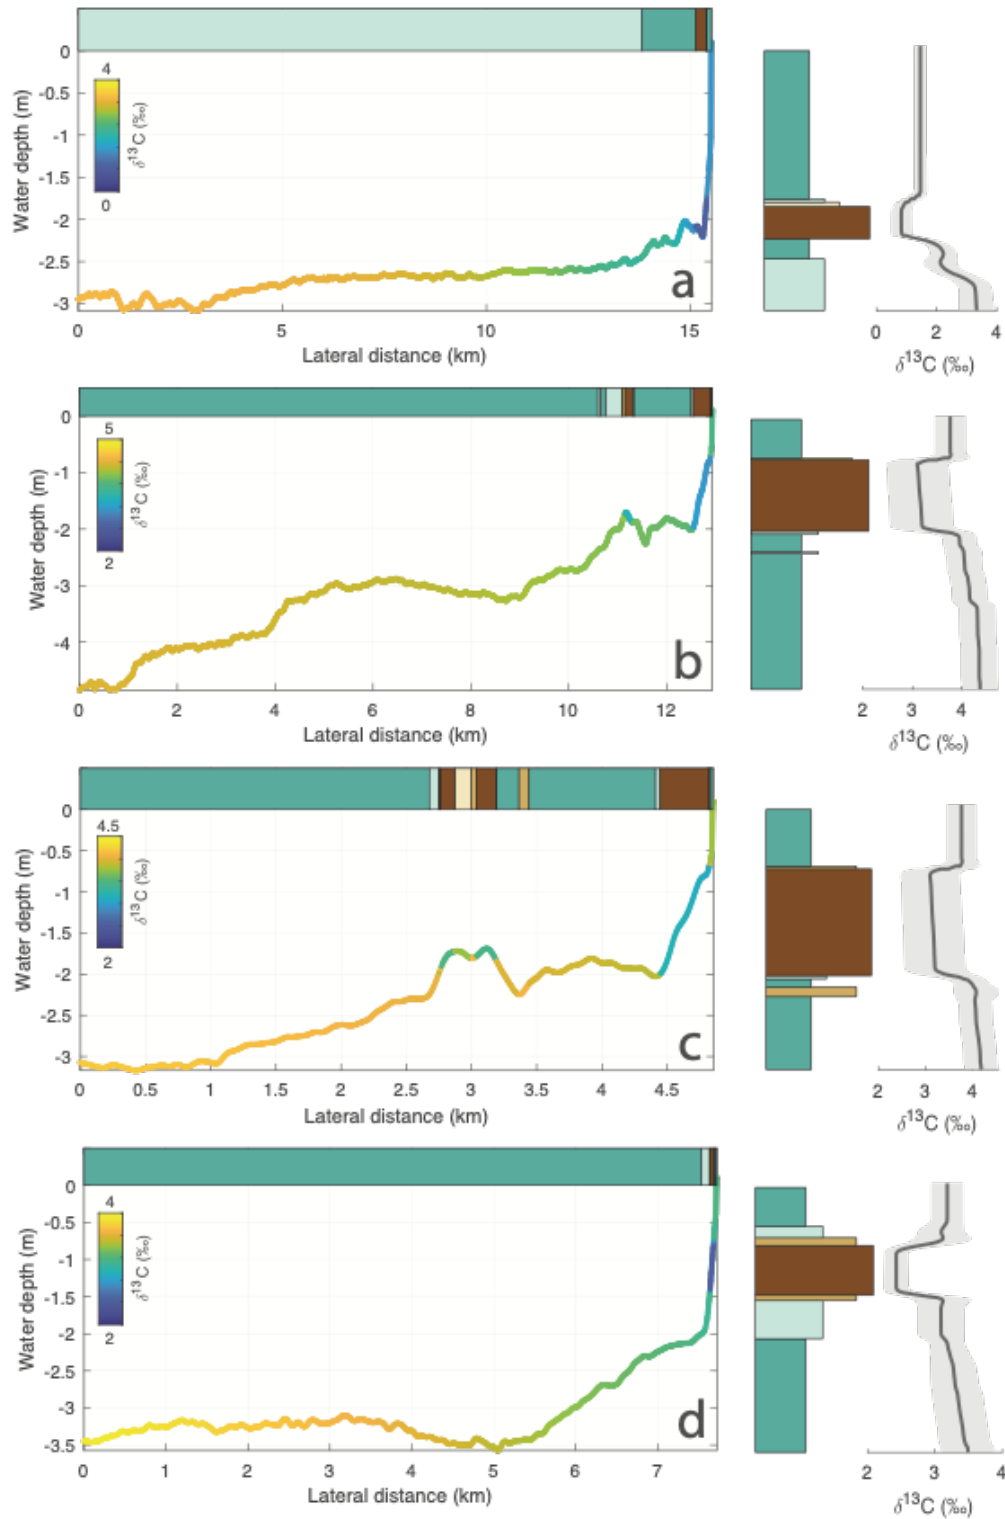 0
-0.5
-1
-1.5
-2
-2.5
-3
Water depth (m)
4
0
δ13C (‰)
a
0 5 10 15
Lateral distance (km)
0 2 4
δ13C (‰)
0
-1
-2
-3
-4
Water depth (m)
5
2
δ13C (‰)
b
0 2 4 6 8 10 12
Lateral distance (km)
2 3 4
δ13C (‰)
0
-0.5
-1
-1.5
-2
-2.5
-3
Water depth (m)
4.5
2
δ13C (‰)
c
0 0.5 1 1.5 2 2.5 3 3.5 4 4.5
Lateral distance (km)
2 3 4
δ13C (‰)
0
-0.5
-1
-1.5
-2
-2.5
-3
-3.5
Water depth (m)
4
2
δ13C (‰)
d
0 1 2 3 4 5 6 7
Lateral distance (km)
2 3 4
δ13C (‰)